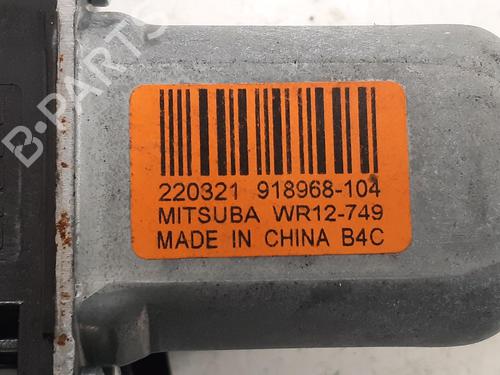 B-PARTS
220321 918968-104
MITSUBA WR12-749
MADE IN CHINA B4C